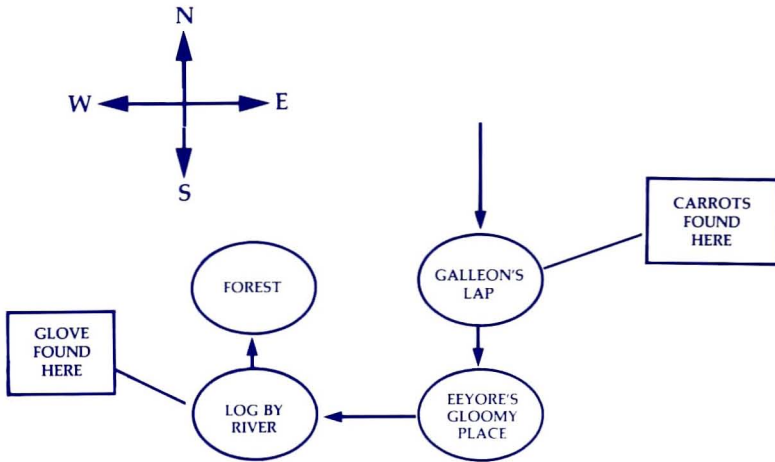 N
W
E
S
CARROTS
FOUND
HERE
GALLEON'S
LAP
FOREST
GLOVE
FOUND
HERE
LOG BY
RIVER
EEYORE'S
GLOOMY
PLACE